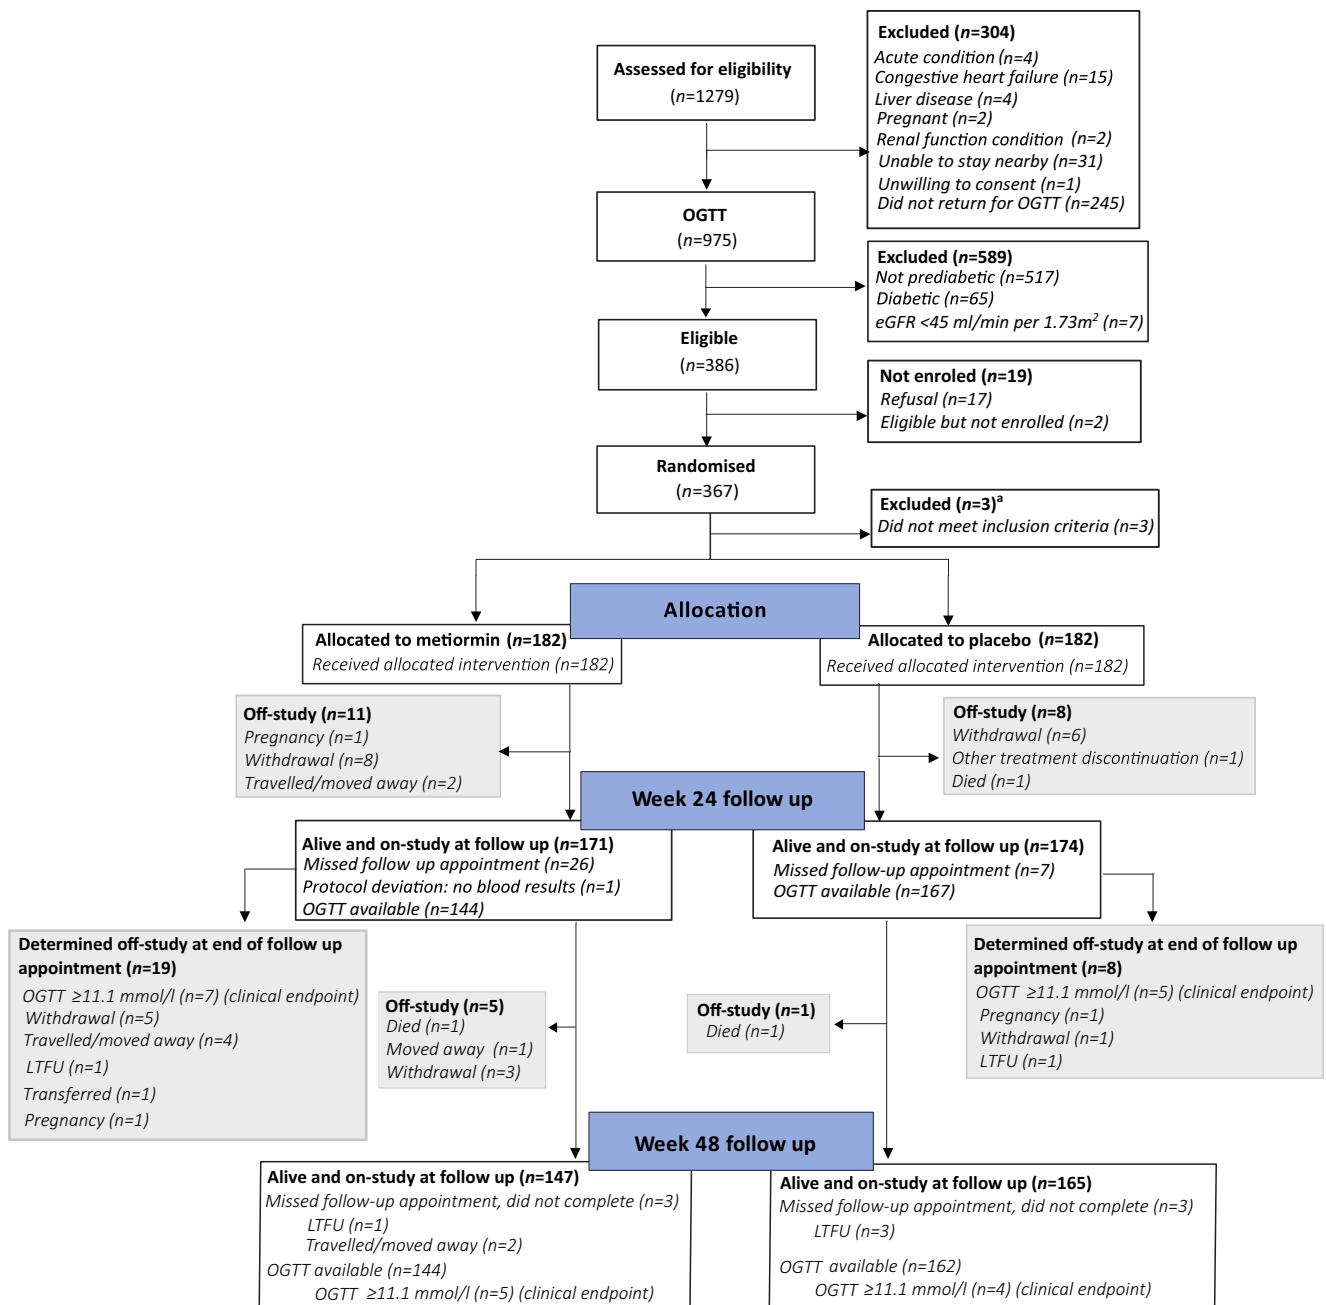 Assessed for eligibility
(n=1279)
Excluded (n=304)
Acute condition (n=4)
Congestive heart failure (n=15)
Liver disease (n=4)
Pregnant (n=2)
Renal function condition (n=2)
Unable to stay nearby (n=31)
Unwilling to consent (n=1)
Did not return for OGTT (n=245)
OGTT
(n=975)
Excluded (n=589)
Not prediabetic (n=517)
Diabetic (n=65)
eGFR <45 ml/min per 1.73m² (n=7)
Eligible
(n=386)
Not enroled (n=19)
Refusal (n=17)
Eligible but not enrolled (n=2)
Randomised
(n=367)
Excluded (n=3)ª
Did not meet inclusion criteria (n=3)
Allocation
Allocated to metiormin (n=182)
Received allocated intervention (n=182)
Allocated to placebo (n=182)
Received allocated intervention (n=182)
Off-study (n=11)
Pregnancy (n=1)
Withdrawal (n=8)
Travelled/moved away (n=2)
Off-study (n=8)
Withdrawal (n=6)
Other treatment discontinuation (n=1)
Died (n=1)
Week 24 follow up
Alive and on-study at follow up (n=171)
Missed follow up appointment (n=26)
Protocol deviation: no blood results (n=1)
OGTT available (n=144)
Alive and on-study at follow up (n=174)
Missed follow-up appointment (n=7)
OGTT available (n=167)
Determined off-study at end of follow up
appointment (n=19)
OGTT ≥11.1 mmol/l (n=7) (clinical endpoint)
Withdrawal (n=5)
Travelled/moved away (n=4)
LTFU (n=1)
Transferred (n=1)
Pregnancy (n=1)
Off-study (n=5)
Died (n=1)
Moved away (n=1)
Withdrawal (n=3)
Off-study (n=1)
Died (n=1)
Determined off-study at end of follow up
appointment (n=8)
OGTT ≥11.1 mmol/l (n=5) (clinical endpoint)
Pregnancy (n=1)
Withdrawal (n=1)
LTFU (n=1)
Week 48 follow up
Alive and on-study at follow up (n=147)
Missed follow-up appointment, did not complete (n=3)
LTFU (n=1)
Travelled/moved away (n=2)
OGTT available (n=144)
OGTT ≥11.1 mmol/l (n=5) (clinical endpoint)
Alive and on-study at follow up (n=165)
Missed follow-up appointment, did not complete (n=3)
LTFU (n=3)
OGTT available (n=162)
OGTT ≥11.1 mmol/l (n=4) (clinical endpoint)